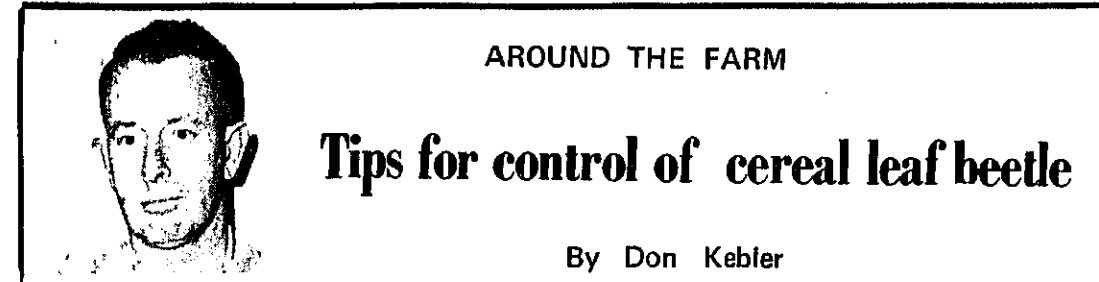 AROUND THE FARM
Tips for control of cereal leaf beetle
By Don Kebler